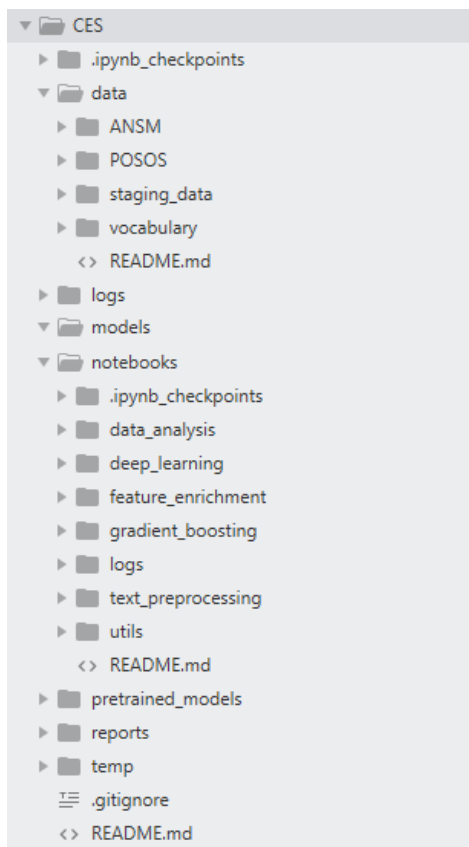 CES
.ipynb_checkpoints
data
ANSM
POSOS
staging_data
vocabulary
<> README.md
logs
models
notebooks
.ipynb_checkpoints
data_analysis
deep_learning
feature_enrichment
gradient_boosting
logs
text_preprocessing
utils
<> README.md
pretrained_models
reports
temp
.gitignore
<> README.md